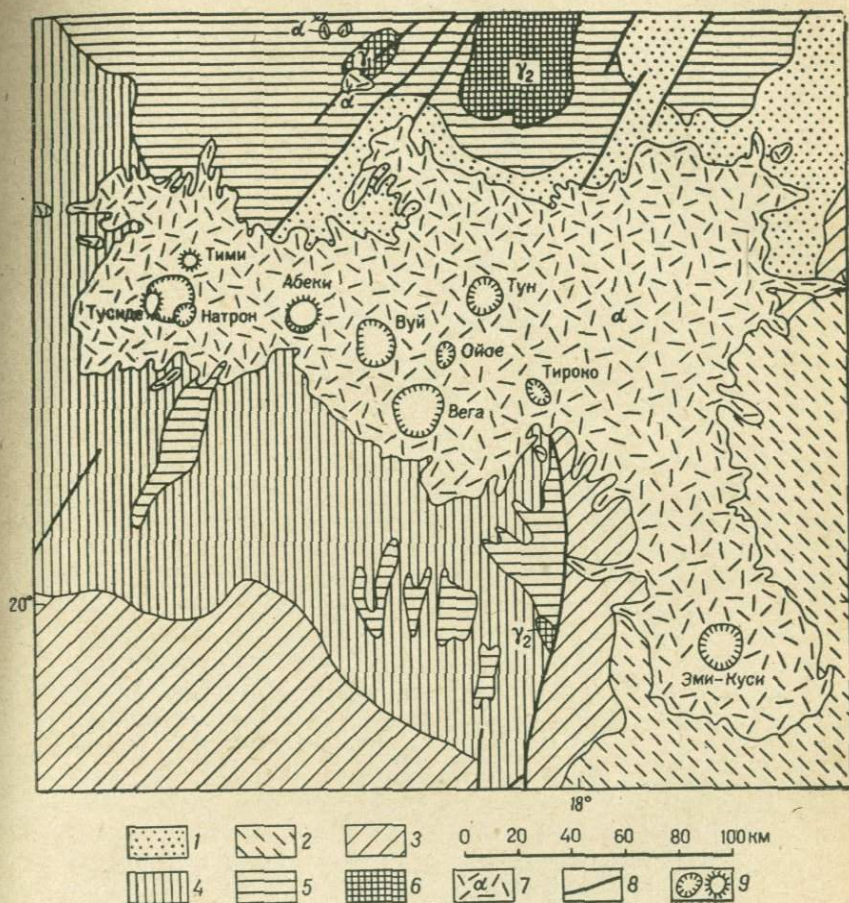 α
γ₁
γ₂
α
Тими
Абеки
Тун
Тусиде
Натрон
Вуй
α
Ойое
Тироко
Вега
20°
γ₂
Эми-Куси
18°
1 2 3 0 20 40 60 80 100 км
4 5 6 α 7 8 9